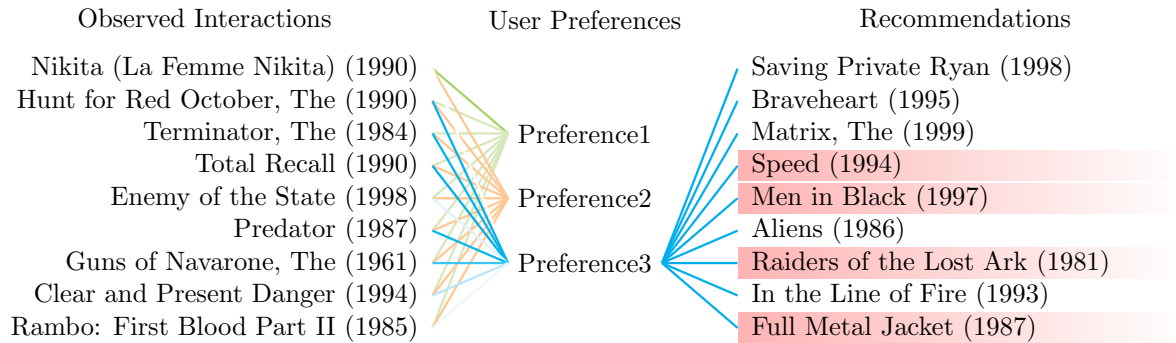 Observed Interactions
User Preferences
Recommendations
Nikita (La Femme Nikita) (1990)
Hunt for Red October, The (1990)
Terminator, The (1984)
Total Recall (1990)
Enemy of the State (1998)
Predator (1987)
Guns of Navarone, The (1961)
Clear and Present Danger (1994)
Rambo: First Blood Part II (1985)
Preference1
Preference2
Preference3
Saving Private Ryan (1998)
Braveheart (1995)
Matrix, The (1999)
Speed (1994)
Men in Black (1997)
Aliens (1986)
Raiders of the Lost Ark (1981)
In the Line of Fire (1993)
Full Metal Jacket (1987)